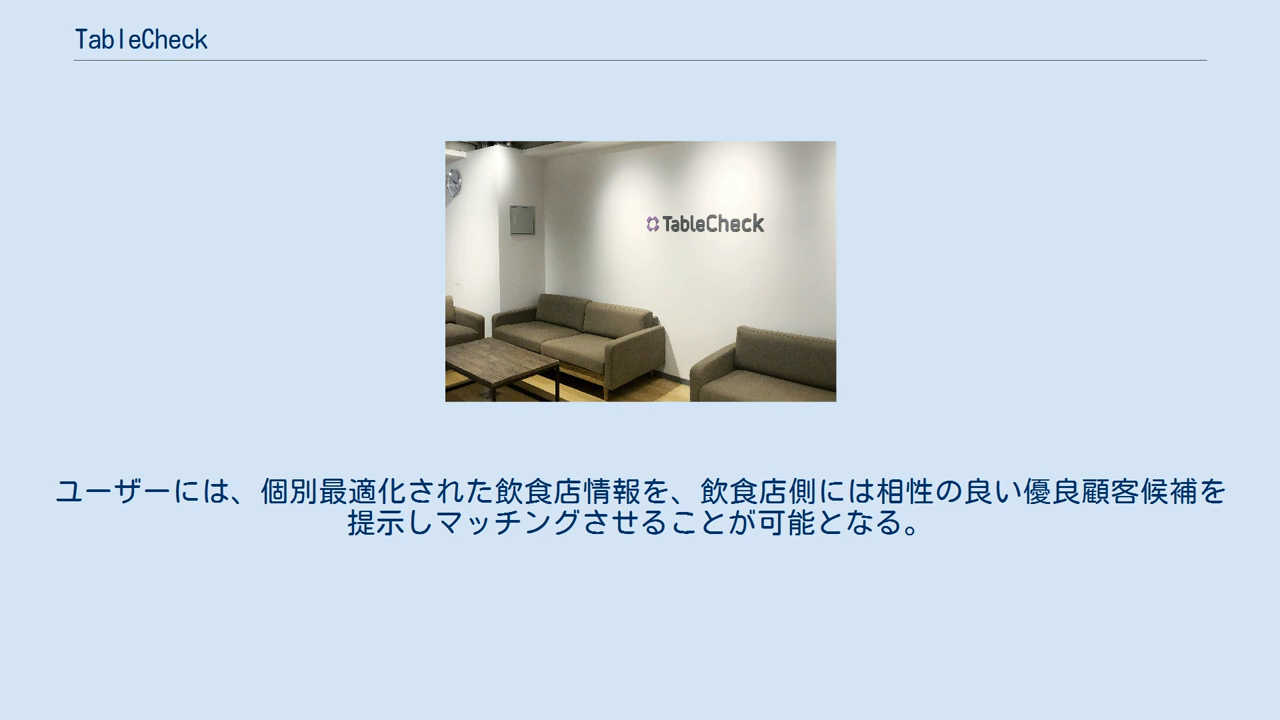 TableCheck
TableCheck
ユーザーには、個別最適化された飲食店情報を、飲食店側には相性の良い優良顧客候補を
提示しマッチングさせることが可能となる。